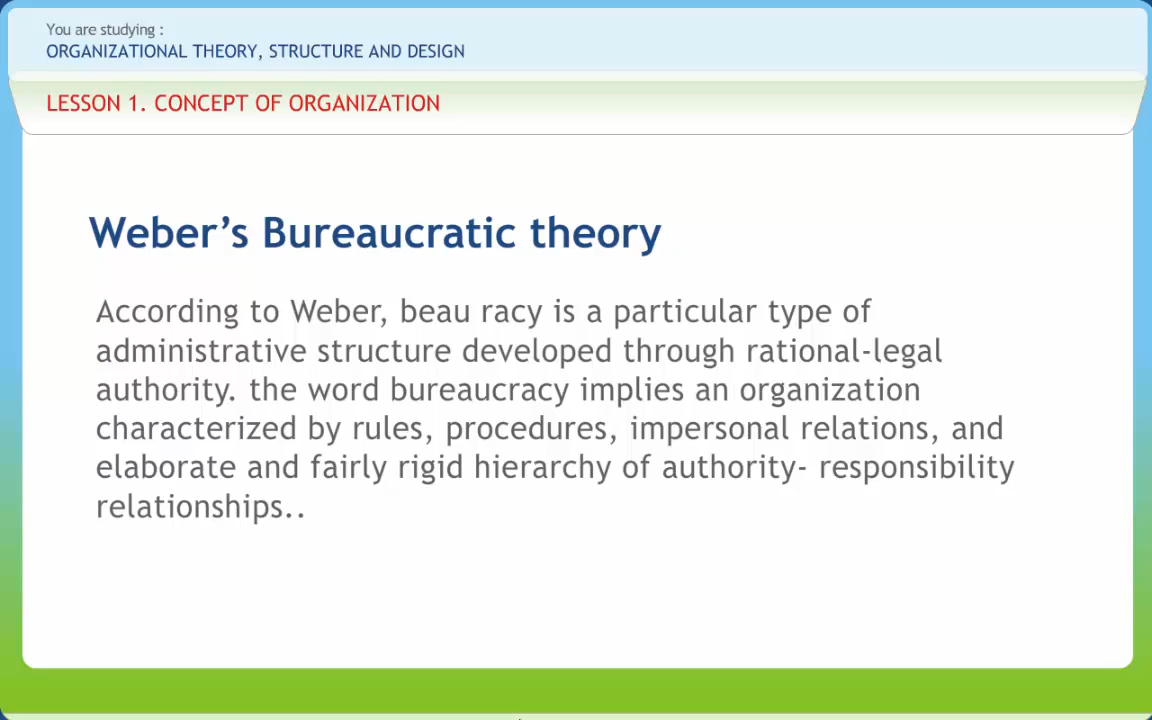 You are studying :
ORGANIZATIONAL THEORY, STRUCTURE AND DESIGN
LESSON 1. CONCEPT OF ORGANIZATION
Weber’s Bureaucratic theory
According to Weber, beau racy is a particular type of
administrative structure developed through rational-legal
authority. the word bureaucracy implies an organization
characterized by rules, procedures, impersonal relations, and
elaborate and fairly rigid hierarchy of authority- responsibility
relationships..